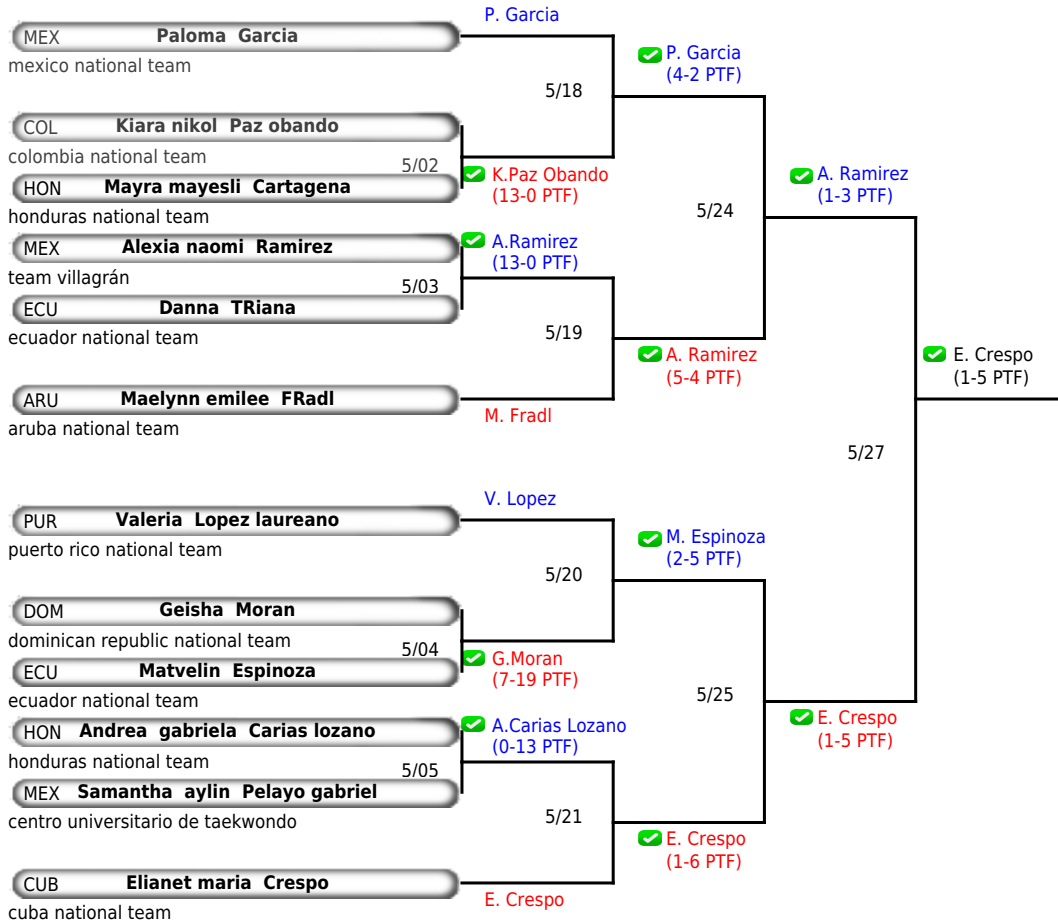 P. Garcia
MEX Paloma Garcia
mexico national team
P. Garcia
(4-2 PTF)
5/18
COL Kiara nikol Paz obando
colombia national team
5/02
K.Paz Obando
(13-0 PTF)
HON Mayra mayesli Cartagena
honduras national team
A. Ramirez
(1-3 PTF)
5/24
MEX Alexia naomi Ramirez
team villagrán
A.Ramirez
(13-0 PTF)
5/03
ECU Danna TRiana
ecuador national team
5/19
A. Ramirez
(5-4 PTF)
E. Crespo
(1-5 PTF)
ARU Maelynn emilee FRadl
aruba national team
M. Fradl
5/27
V. Lopez
PUR Valeria Lopez laureano
puerto rico national team
M. Espinoza
(2-5 PTF)
5/20
DOM Geisha Moran
dominican republic national team
5/04
G.Moran
(7-19 PTF)
ECU Matvelin Espinoza
ecuador national team
5/25
HON Andrea gabriela Carias lozano
honduras national team
A.Carias Lozano
(0-13 PTF)
E. Crespo
(1-5 PTF)
5/05
MEX Samantha aylin Pelayo gabriel
centro universitario de taekwondo
5/21
E. Crespo
(1-6 PTF)
CUB Elianet maria Crespo
cuba national team
E. Crespo